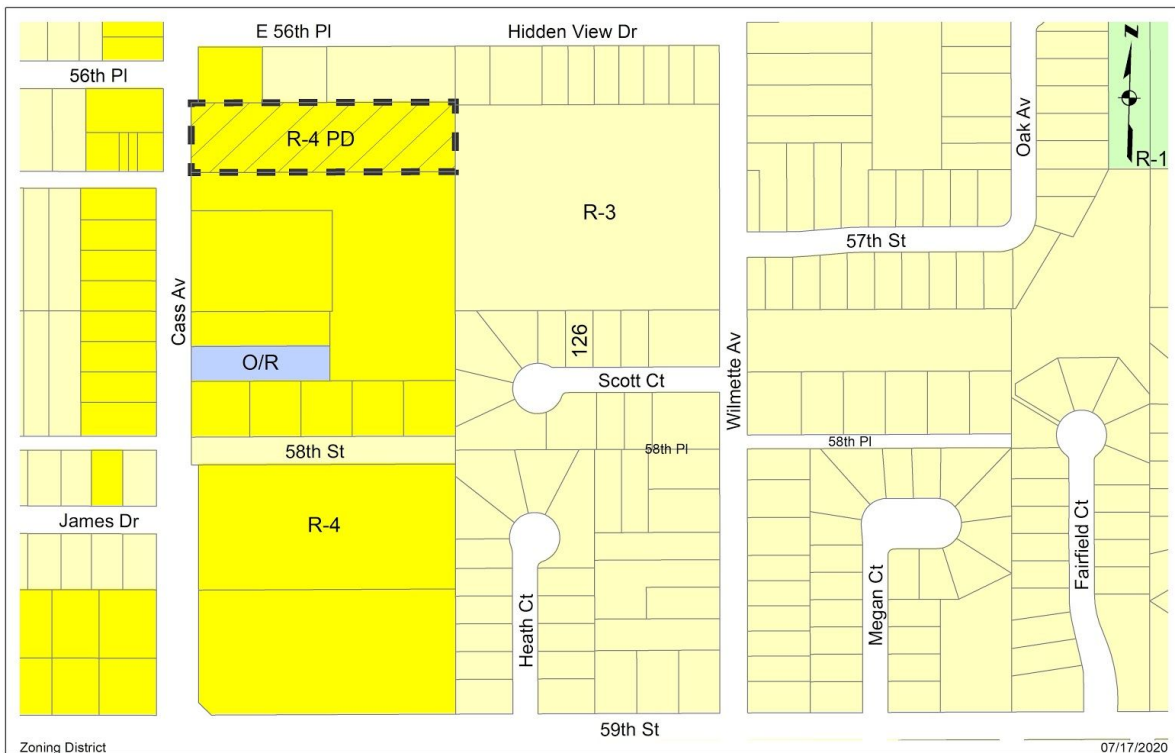 E 56th Pl
Hidden View Dr
56th Pl
Z
R-4 PD
Oak Av
R-1
R-3
57th St
Cass Av
126
O/R
Scott Ct
Wilmette Av
58th St
58th Pl
58th Pl
R-4
James Dr
Heath Ct
Megan Ct
Fairfield Ct
59th St
Zoning District
07/17/2020